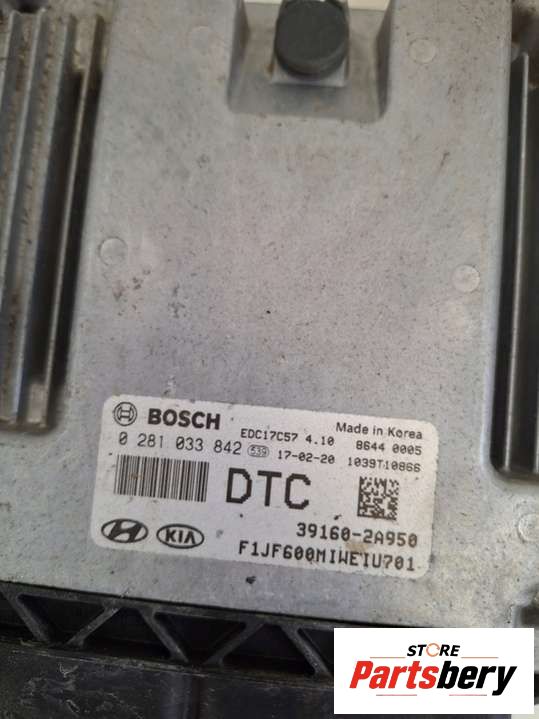 BOSCH EDC17C57 4.10 Made in Korea
0 281 033 842 539 17-02-20 8644 0005
1039T10866
DTC
HYUNDAI KIA
39160-2A950
F1JF600MIWEIU701
STORE
Partsbery